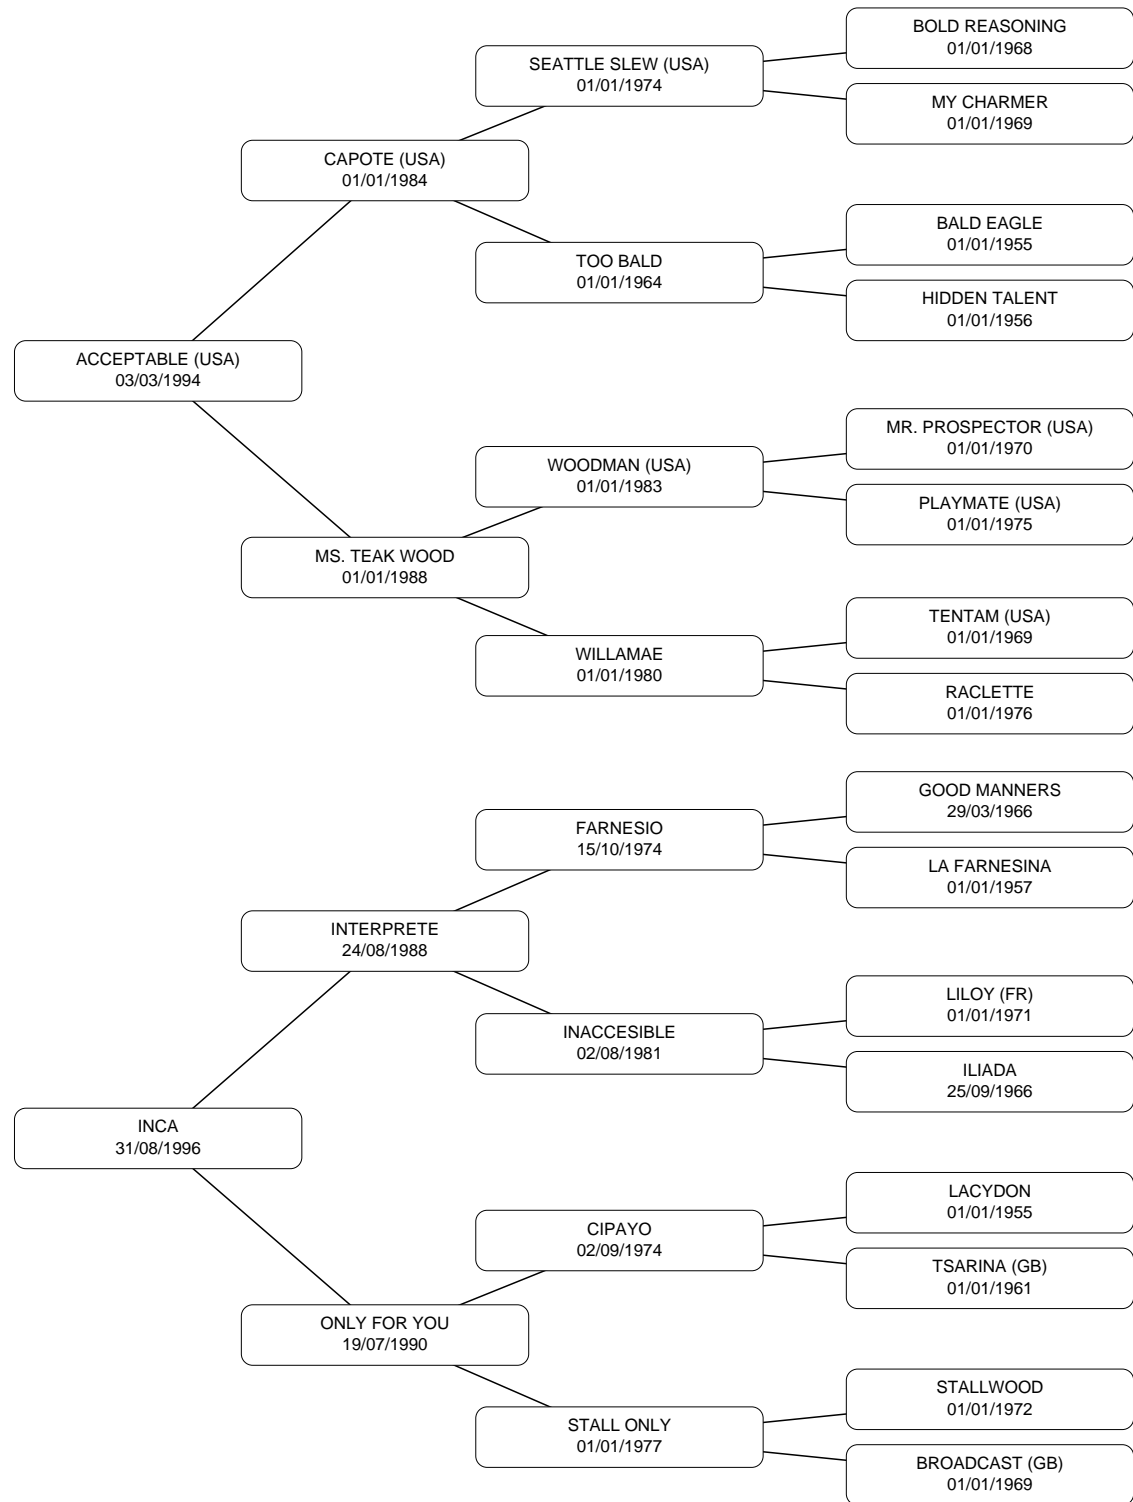 BOLD REASONING
01/01/1968
SEATTLE SLEW (USA)
01/01/1974
MY CHARMER
01/01/1969
CAPOTE (USA)
01/01/1984
BALD EAGLE
01/01/1955
TOO BALD
01/01/1964
HIDDEN TALENT
01/01/1956
ACCEPTABLE (USA)
03/03/1994
MR. PROSPECTOR (USA)
01/01/1970
WOODMAN (USA)
01/01/1983
PLAYMATE (USA)
01/01/1975
MS. TEAK WOOD
01/01/1988
TENTAM (USA)
01/01/1969
WILLAMAE
01/01/1980
RACLETTE
01/01/1976
GOOD MANNERS
29/03/1966
FARNESIO
15/10/1974
LA FARNESINA
01/01/1957
INTERPRETE
24/08/1988
LILOY (FR)
01/01/1971
INACCESIBLE
02/08/1981
ILIADA
25/09/1966
INCA
31/08/1996
LACYDON
01/01/1955
CIPAYO
02/09/1974
TSARINA (GB)
01/01/1961
ONLY FOR YOU
19/07/1990
STALLWOOD
01/01/1972
STALL ONLY
01/01/1977
BROADCAST (GB)
01/01/1969